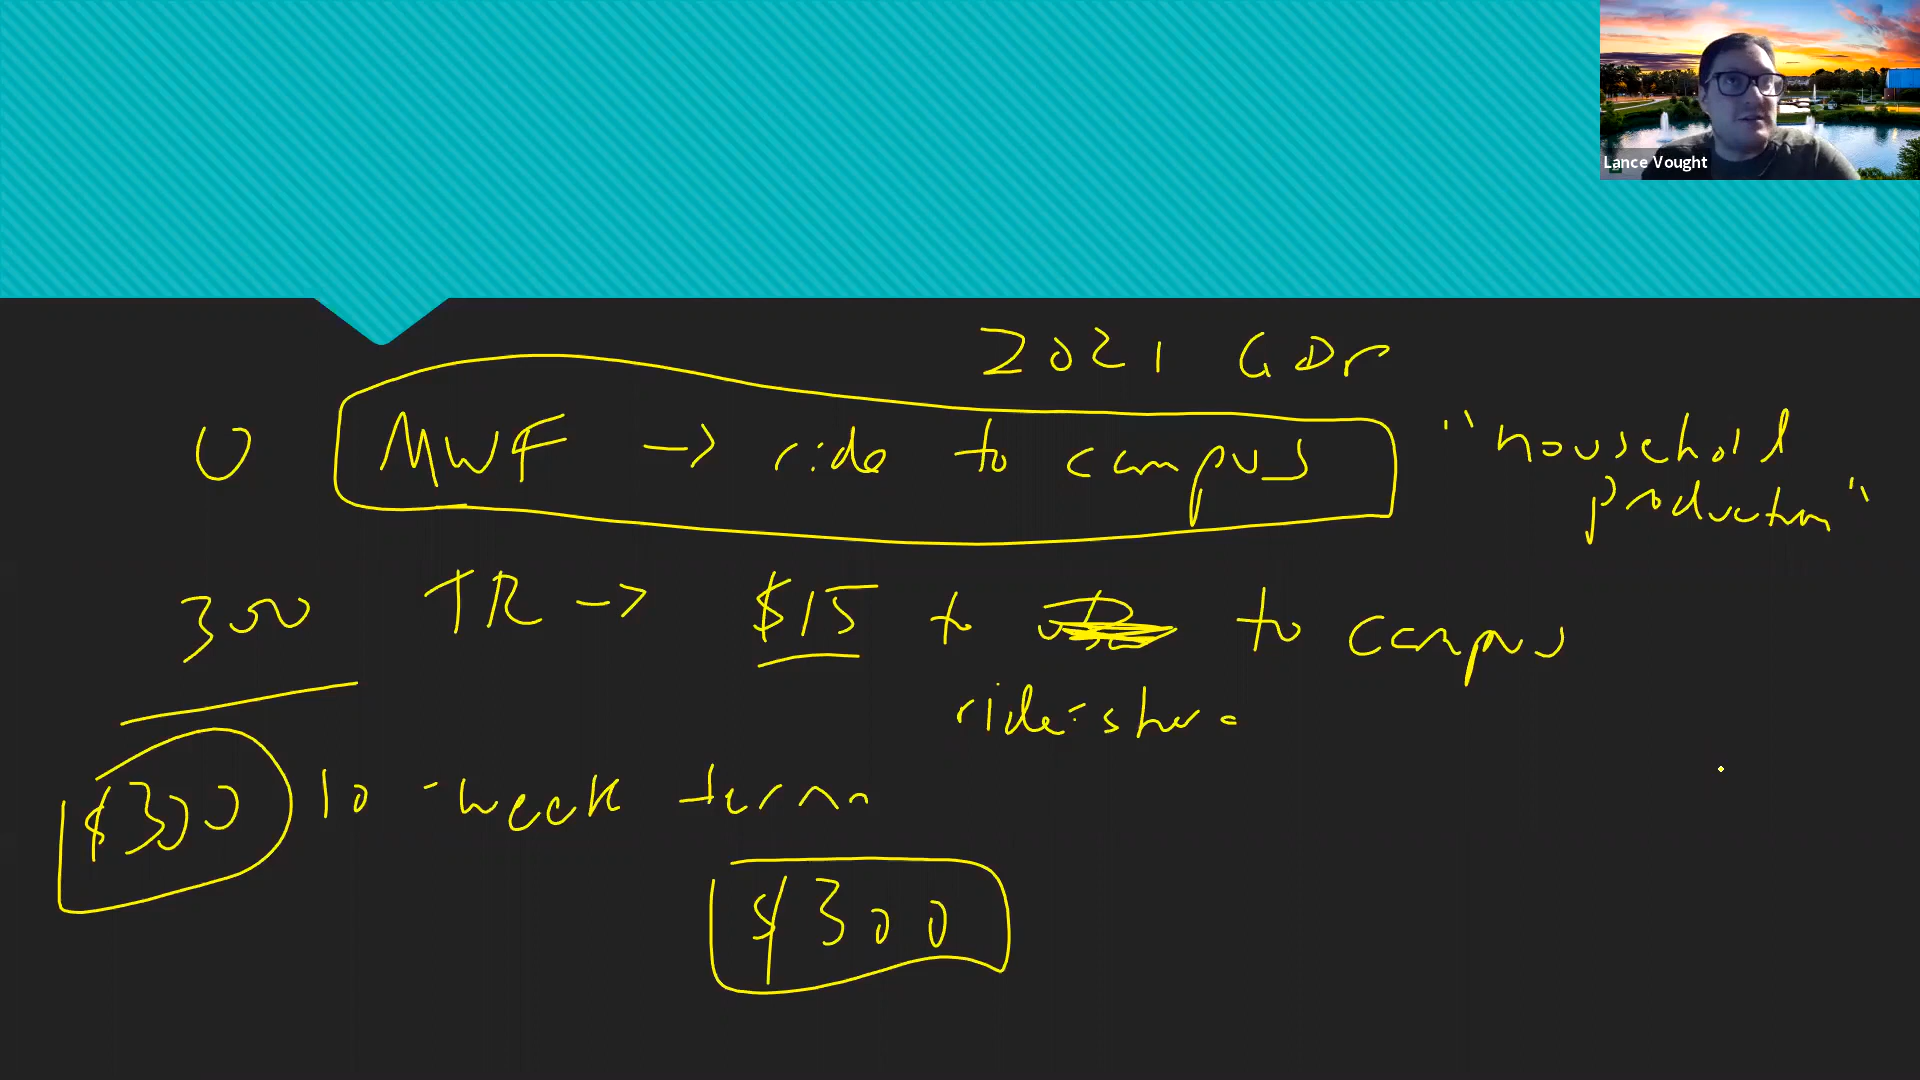 Lance Vought
2021 GDP
0 MWF -> ride to campus
"household
production"
300 TR -> $15 to to campus
ride-share
$300 10-week term
$300